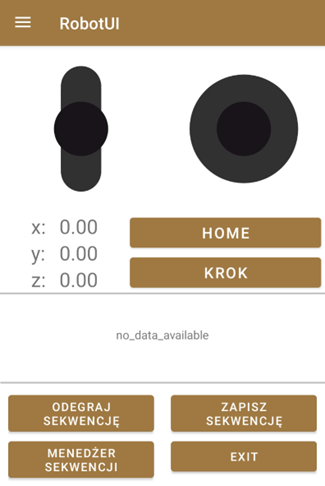 RobotUI
x: 0.00
y: 0.00
z: 0.00
HOME
KROK
no_data_available
ODEGRAJ
SEKWENCJĘ
ZAPISZ
SEKWENCJĘ
MENEDŻER
SEKWENCJI
EXIT